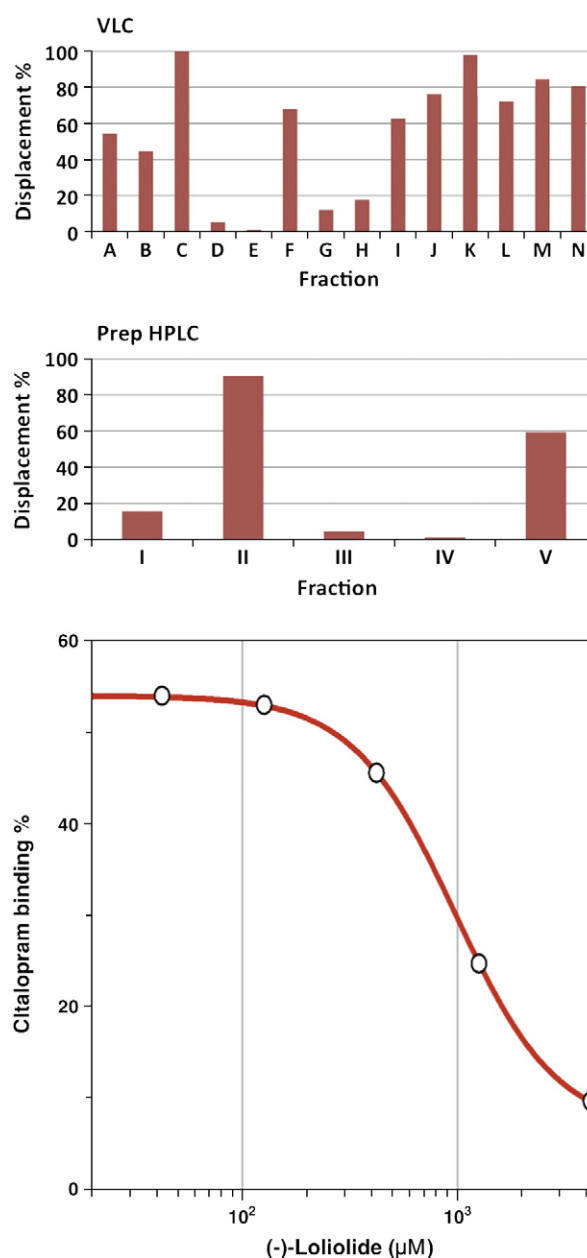 VLC
100
80
60
40
20
0
Displacement %
A B C D E F G H I J K L M N
Fraction
Prep HPLC
100
80
60
40
20
0
Displacement %
I II III IV V
Fraction
60
40
20
0
CItalopram binding %
10² 10³
(-)-Loliolide (µM)